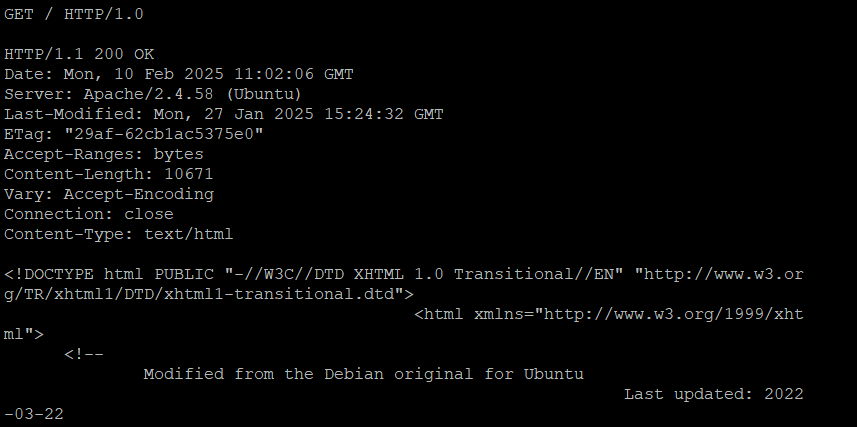 GET / HTTP/1.0
HTTP/1.1 200 OK
Date: Mon, 10 Feb 2025 11:02:06 GMT
Server: Apache/2.4.58 (Ubuntu)
Last-Modified: Mon, 27 Jan 2025 15:24:32 GMT
ETag: "29af-62cb1ac5375e0"
Accept-Ranges: bytes
Content-Length: 10671
Vary: Accept-Encoding
Connection: close
Content-Type: text/html
<!DOCTYPE html PUBLIC "-//W3C//DTD XHTML 1.0 Transitional//EN" "http://www.w3.or
g/TR/xhtml1/DTD/xhtml1-transitional.dtd">
<html xmlns="http://www.w3.org/1999/xht
ml">
<!--
Modified from the Debian original for Ubuntu
Last updated: 2022
-03-22